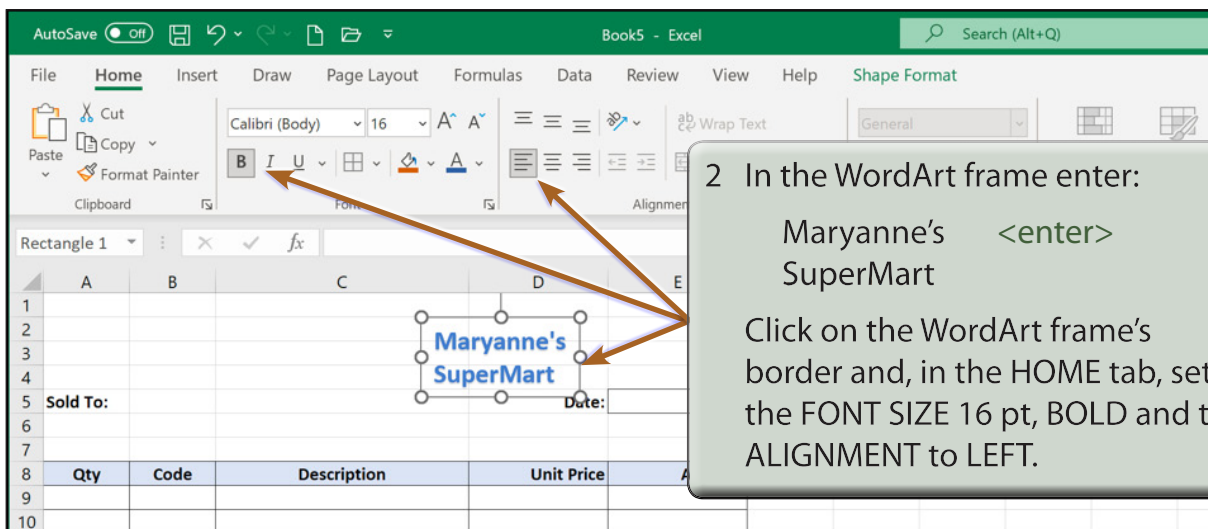 AutoSave Off Book5 - Excel Search (Alt+Q)
File Home Insert Draw Page Layout Formulas Data Review View Help Shape Format
Cut
Copy
Format Painter
Paste
Clipboard
Calibri (Body) 16 A A
B I U A
ab Wrap Text
General
Rectangle 1 fx
A B C D E
1
2
3
4
5 Sold To: Date:
6
7
8 Qty Code Description Unit Price
9
10
Maryanne's
SuperMart
2 In the WordArt frame enter:
Maryanne’s <enter>
SuperMart
Click on the WordArt frame’s
border and, in the HOME tab, set
the FONT SIZE 16 pt, BOLD and
ALIGNMENT to LEFT.